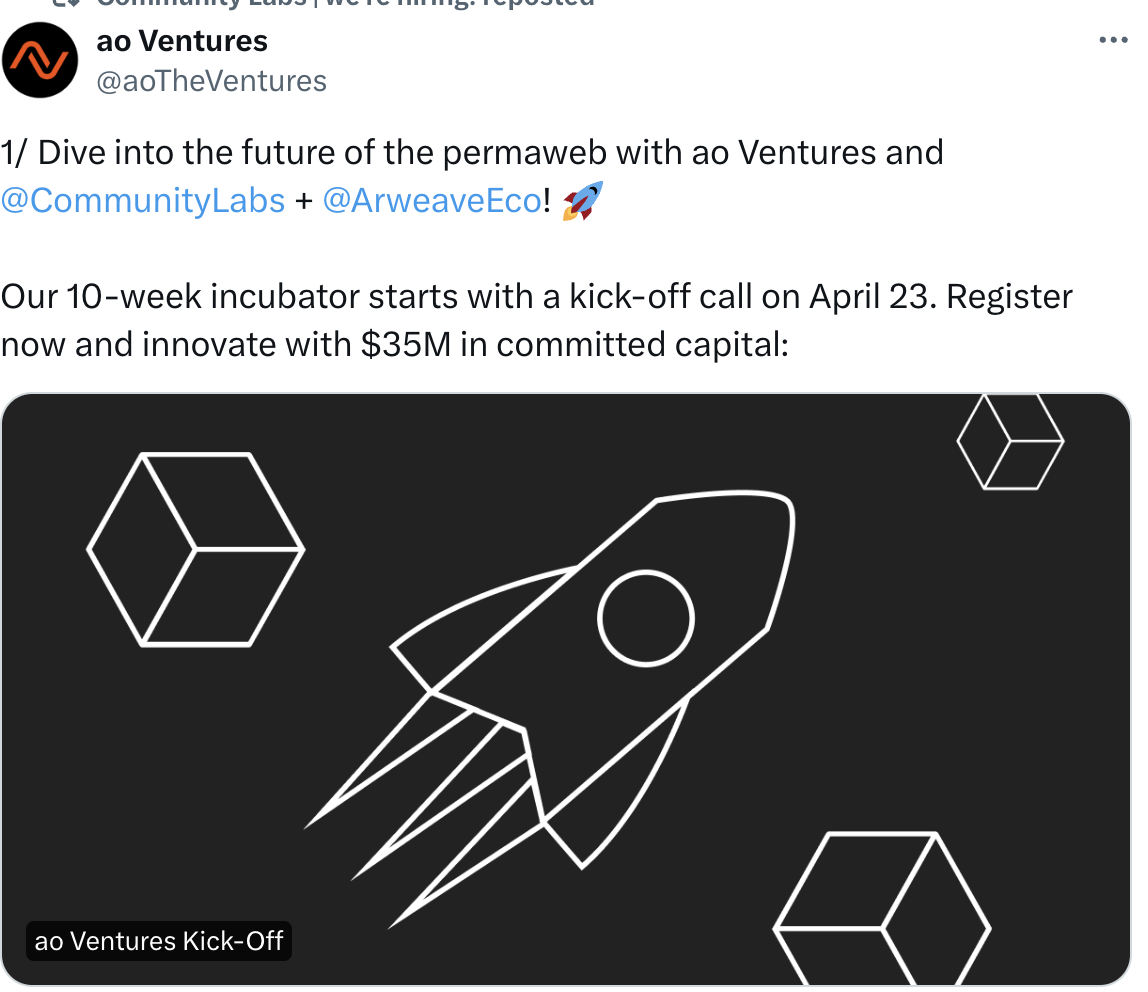 Community Labs | we're hiring! reposted
ao Ventures
@aoTheVentures
1/ Dive into the future of the permaweb with ao Ventures and
@CommunityLabs + @ArweaveEco! 🚀
Our 10-week incubator starts with a kick-off call on April 23. Register
now and innovate with $35M in committed capital:
ao Ventures Kick-Off